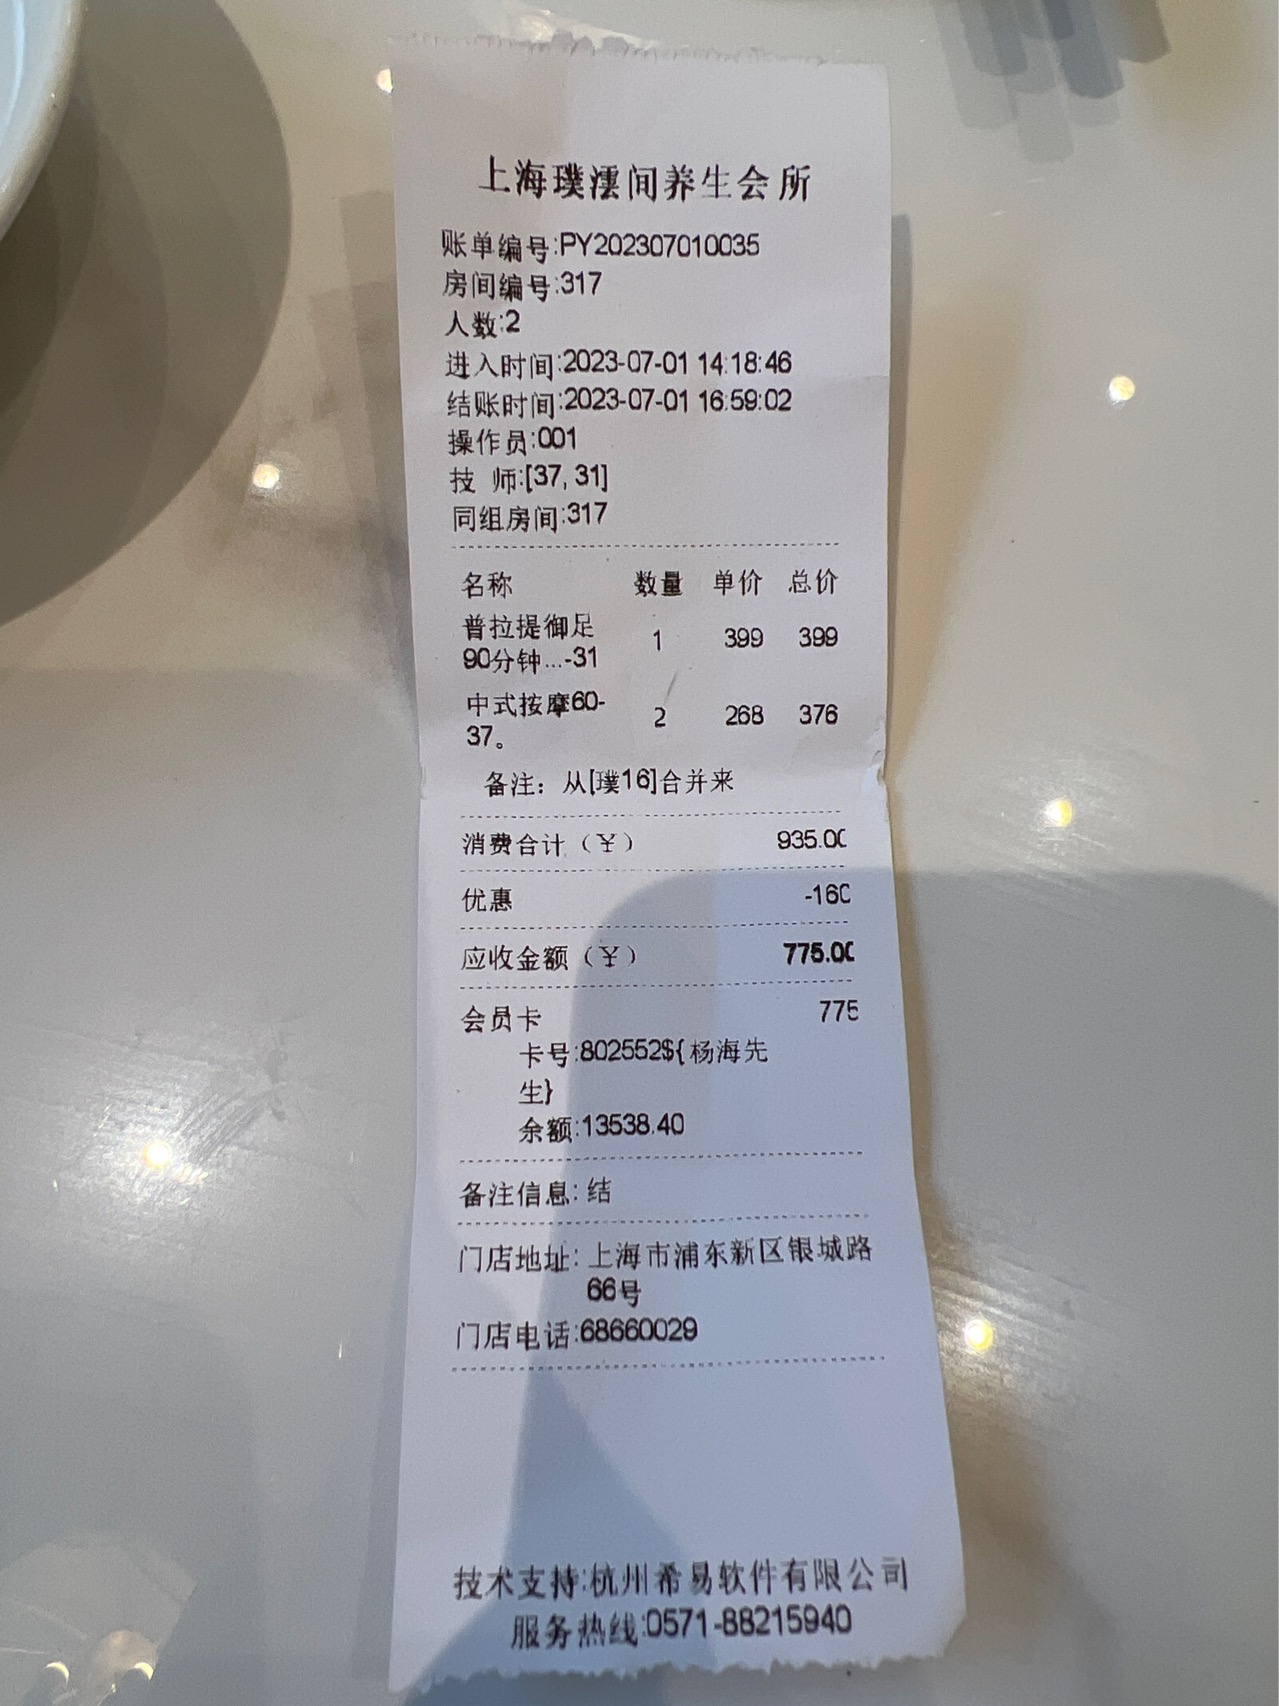 上海璞澐间养生会所
账单编号:PY202307010035
房间编号:317
人数:2
进入时间:2023-07-01 14:18:46
结账时间:2023-07-01 16:59:02
操作员:001
技 师:[37, 31]
同组房间:317
名称 数量 单价 总价
普拉提御足 1 399 399
90分钟...-31
中式按摩60- 2 268 376
37。
备注：从[璞16]合并来
消费合计（￥） 935.00
优惠 -160
应收金额（￥） 775.00
会员卡 775
卡号:802552${杨海先
生}
余额:13538.40
备注信息: 结
门店地址: 上海市浦东新区银城路
66号
门店电话:68660029
技术支持:杭州希易软件有限公司
服务热线:0571-88215940